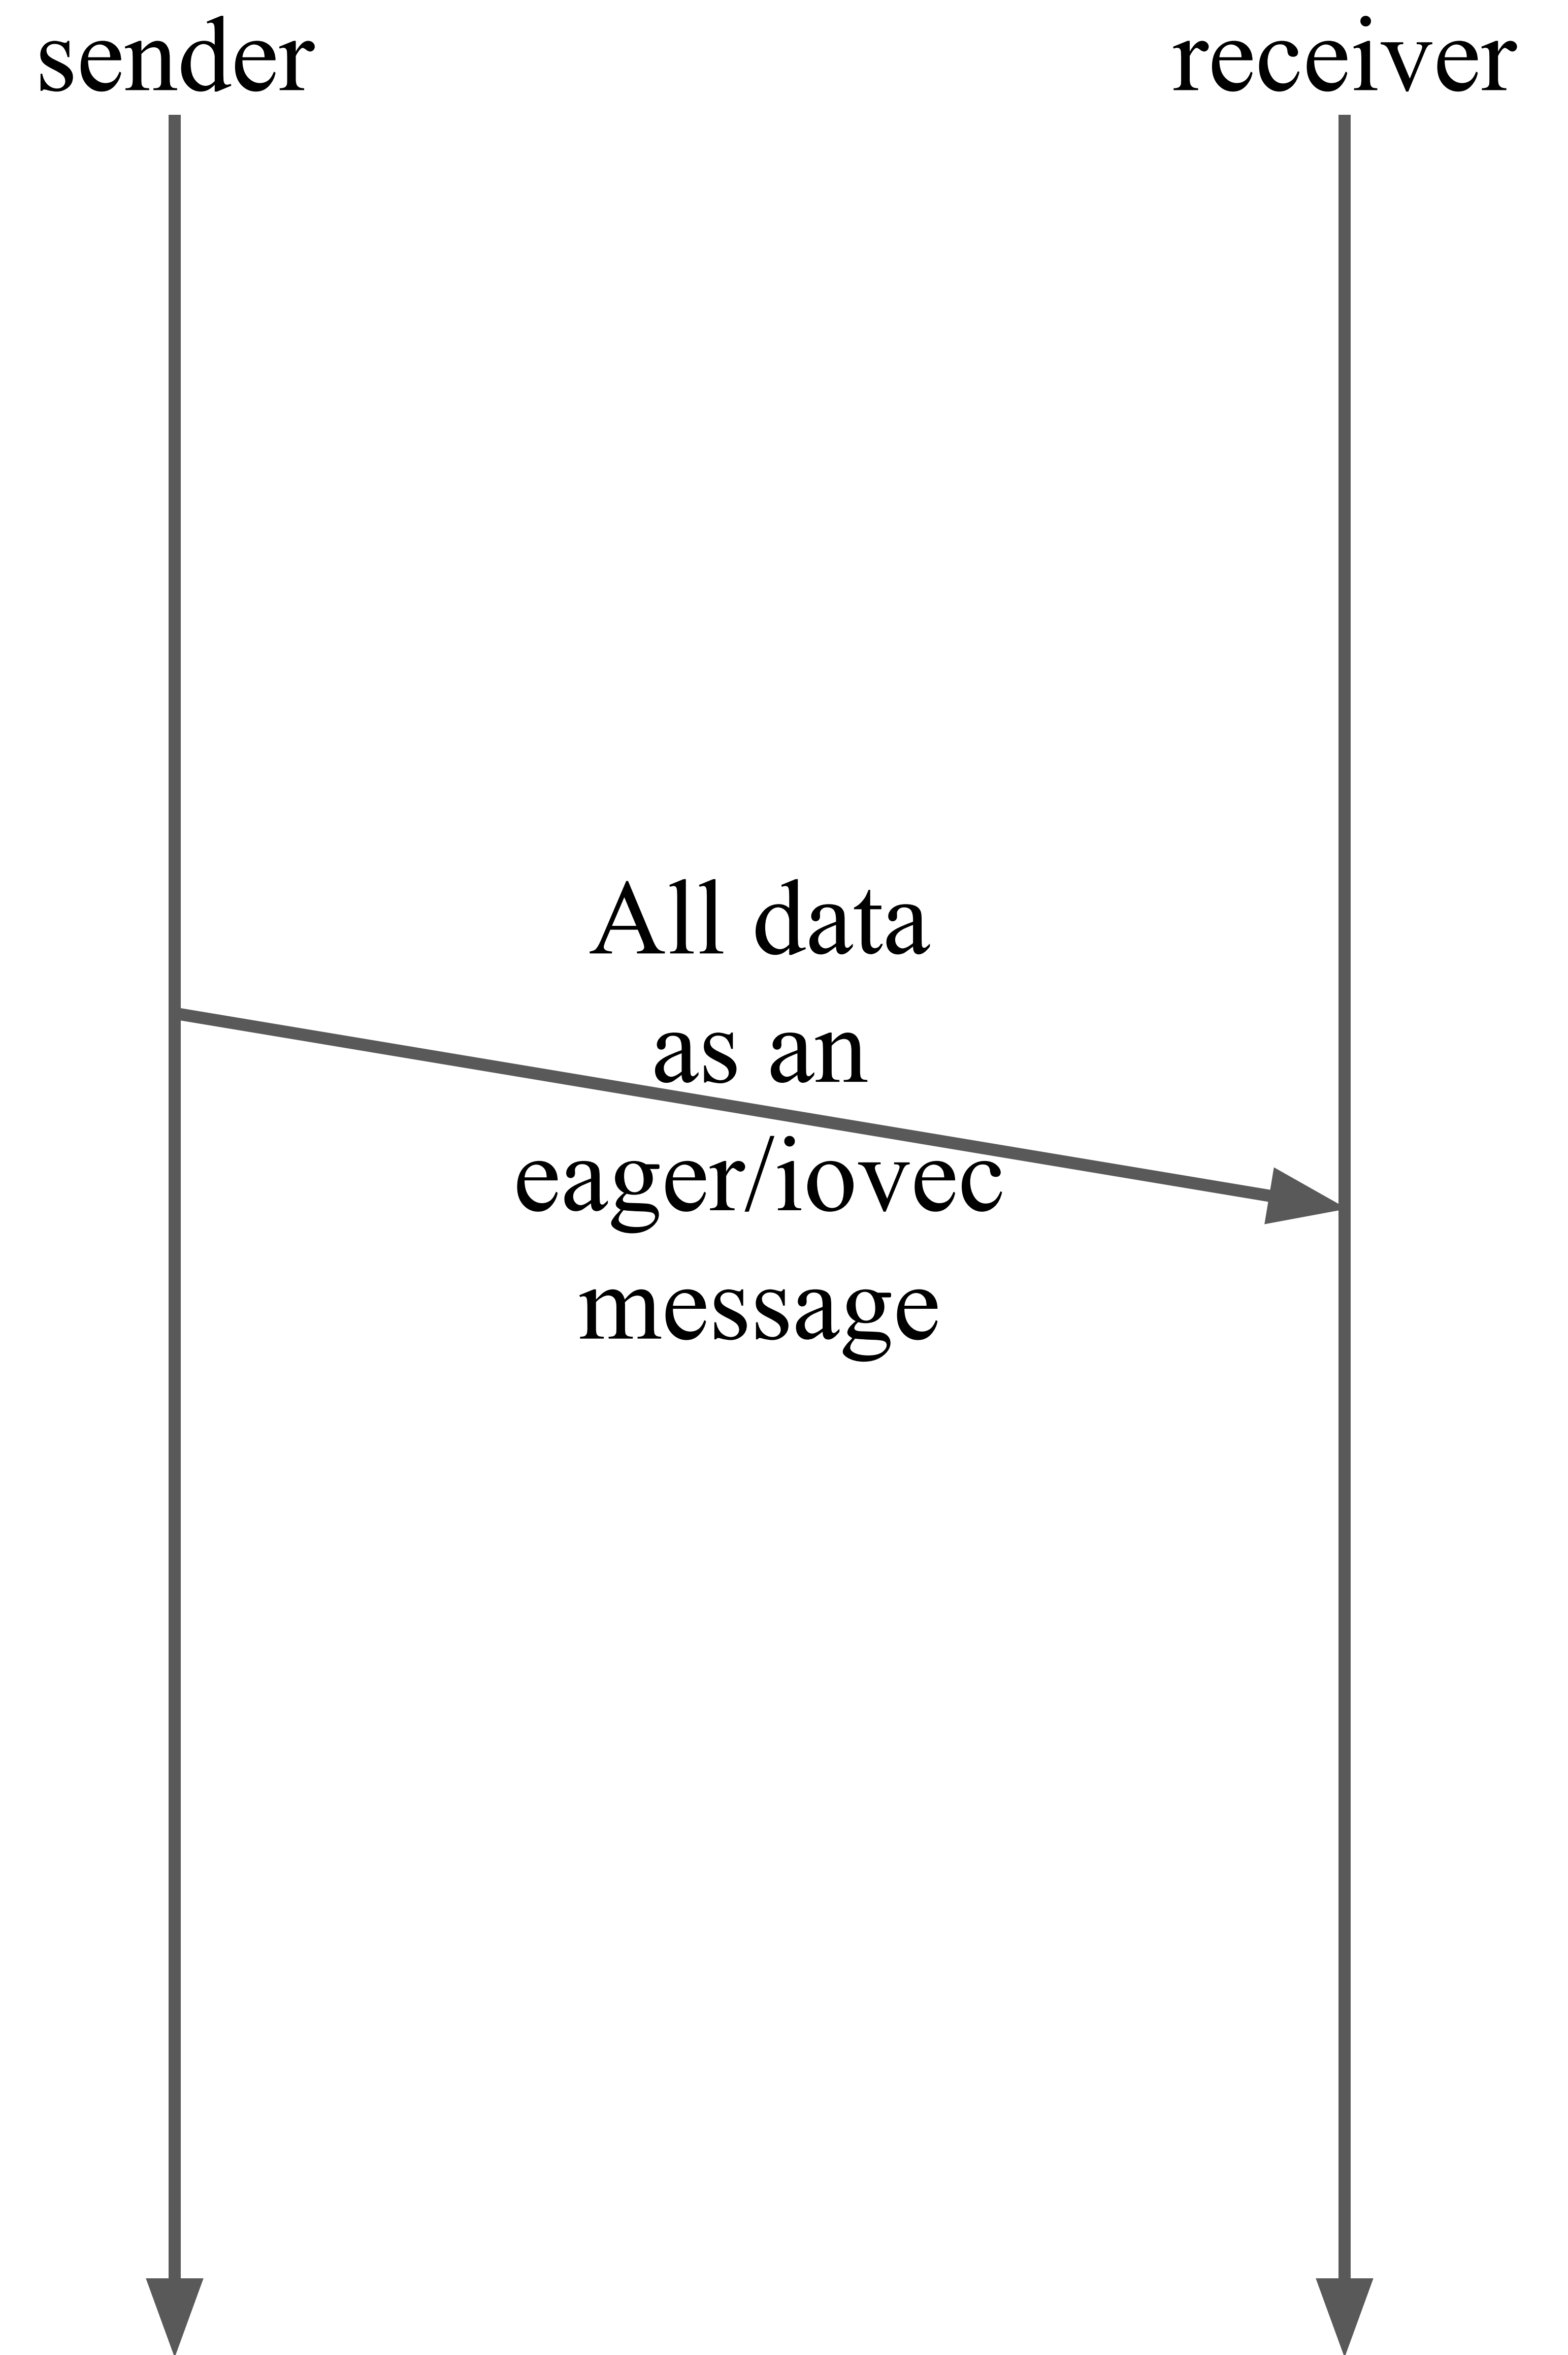 sender
receiver
All data
as an
eager/iovec
message